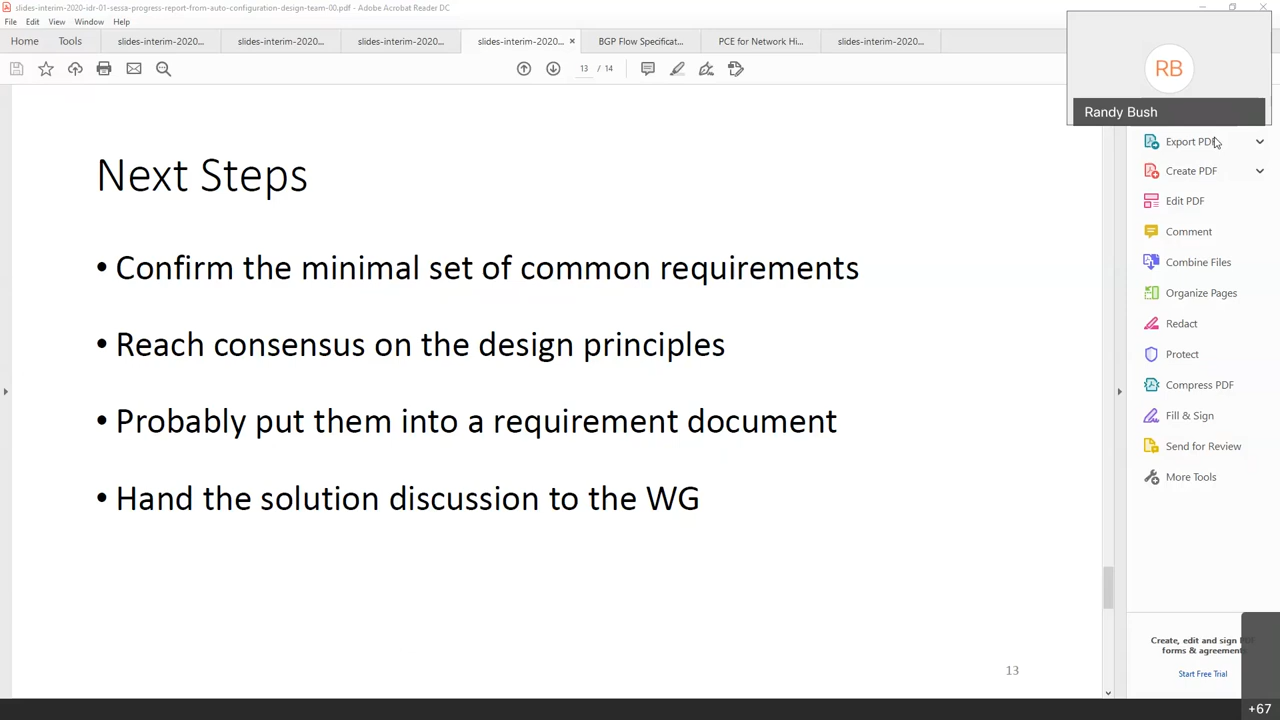 slides-interim-2020-idr-01-sessa-progress-report-from-auto-configuration-design-team-00.pdf - Adobe Acrobat Reader DC
File Edit View Window Help
Home Tools slides-interim-2020... slides-interim-2020... slides-interim-2020... slides-interim-2020... × BGP Flow Specificat... PCE for Network Hi... slides-interim-2020...
13 / 14
RB
Randy Bush
Next Steps
• Confirm the minimal set of common requirements
• Reach consensus on the design principles
• Probably put them into a requirement document
• Hand the solution discussion to the WG
13
Export PDF
Create PDF
Edit PDF
Comment
Combine Files
Organize Pages
Redact
Protect
Compress PDF
Fill & Sign
Send for Review
More Tools
Create, edit and sign
forms & agreements
Start Free Trial
+67